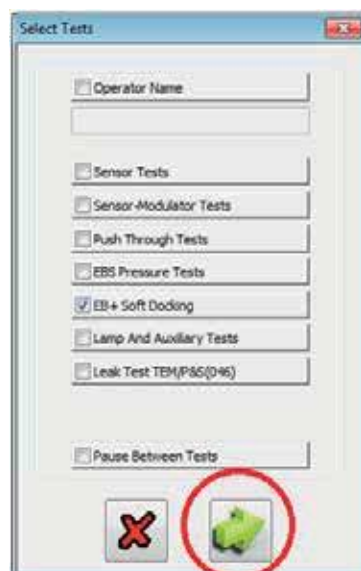 Select Tests
Operator Name
Sensor Tests
Sensor-Modulator Tests
Push Through Tests
EBS Pressure Tests
EB+ Soft Docking
Lamp And Auxiliary Tests
Leak Test TEM/P&S(046)
Pause Between Tests